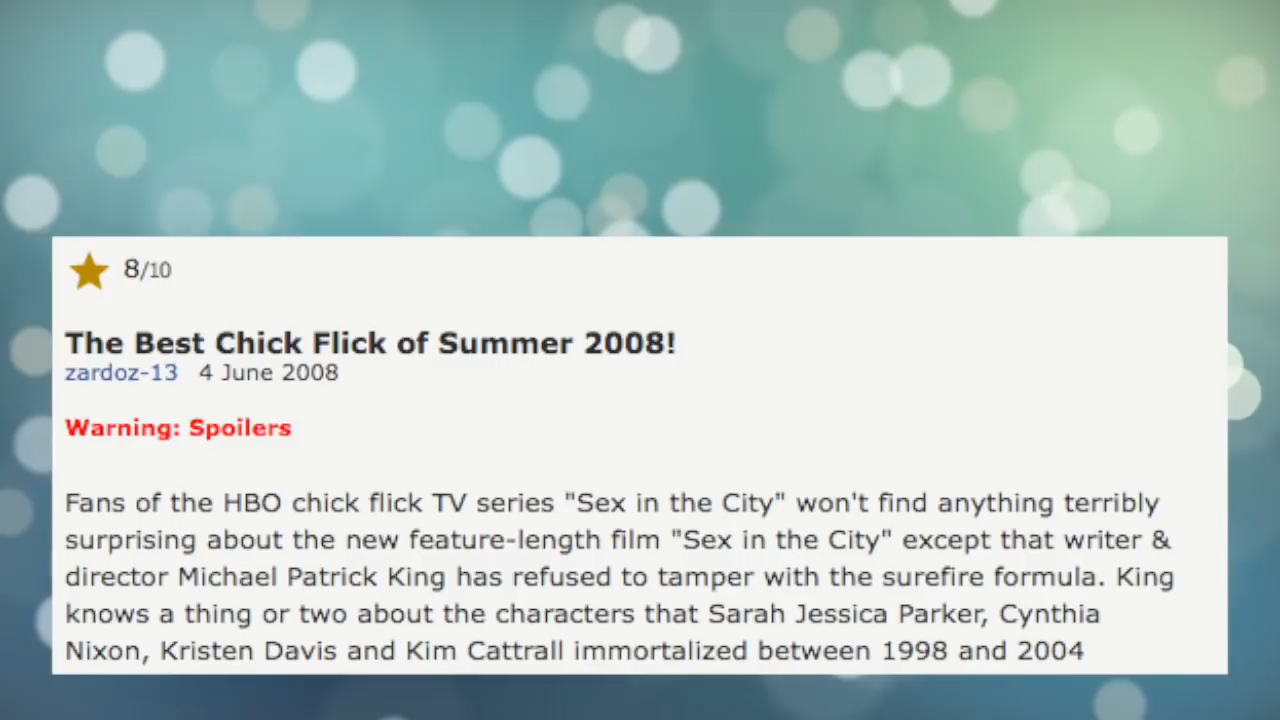 8/10
The Best Chick Flick of Summer 2008!
zardoz-13 4 June 2008
Warning: Spoilers
Fans of the HBO chick flick TV series "Sex in the City" won't find anything terribly
surprising about the new feature-length film "Sex in the City" except that writer &
director Michael Patrick King has refused to tamper with the surefire formula. King
knows a thing or two about the characters that Sarah Jessica Parker, Cynthia
Nixon, Kristen Davis and Kim Cattrall immortalized between 1998 and 2004